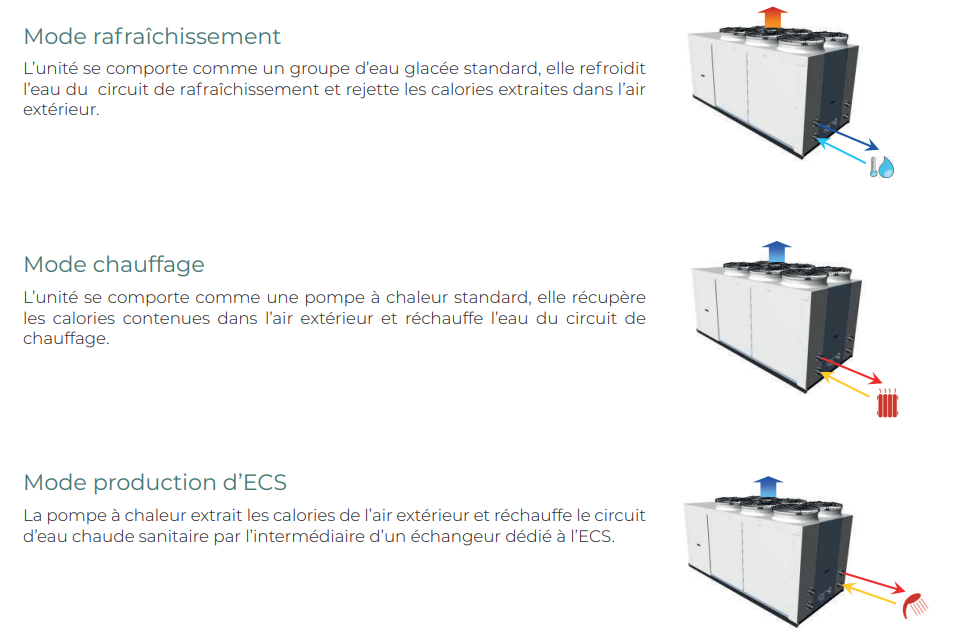 Mode rafraîchissement
L'unité se comporte comme un groupe d'eau glacée standard, elle refroidit
l'eau du  circuit de rafraîchissement et rejette les calories extraites dans l'air
extérieur.
Mode chauffage
L'unité se comporte comme une pompe à chaleur standard, elle récupère
les calories contenues dans l'air extérieur et réchauffe l'eau du circuit de
chauffage.
Mode production d'ECS
La pompe à chaleur extrait les calories de l'air extérieur et réchauffe le circuit
d'eau chaude sanitaire par l'intermédiaire d'un échangeur dédié à l'ECS.